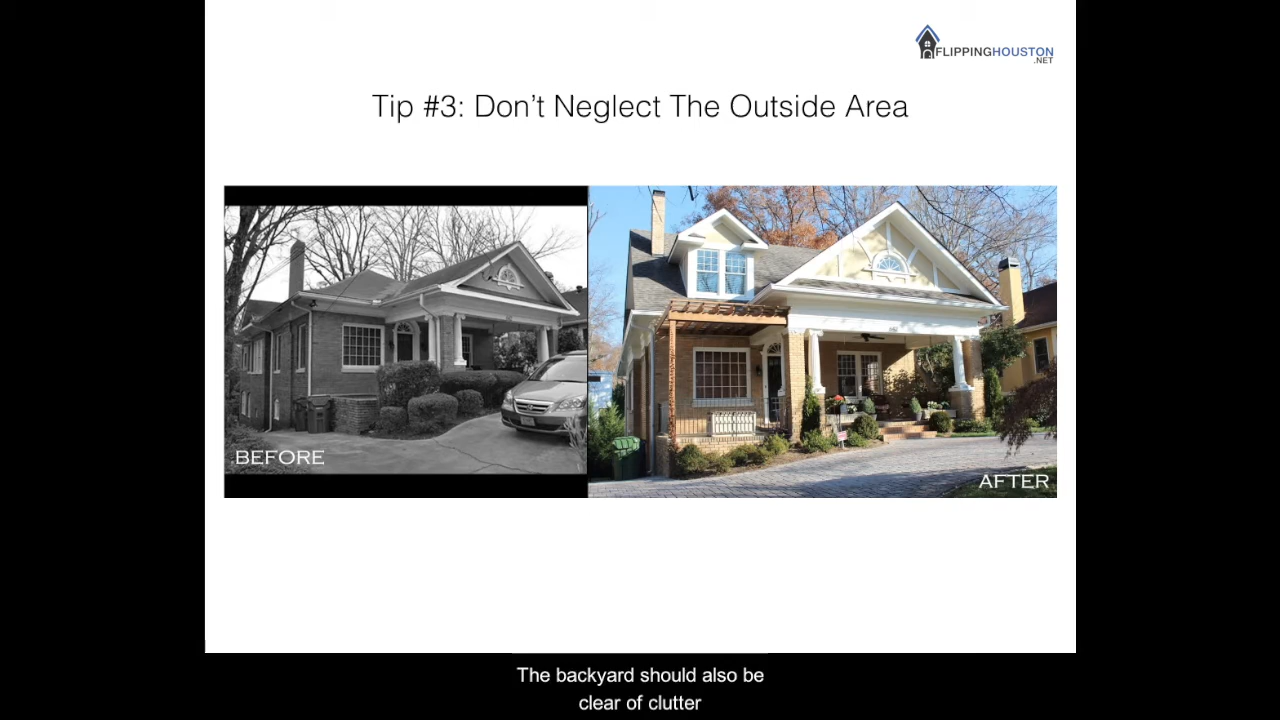 FLIPPINGHOUSTON
.NET
Tip #3: Don't Neglect The Outside Area
BEFORE
AFTER
The backyard should also be
clear of clutter